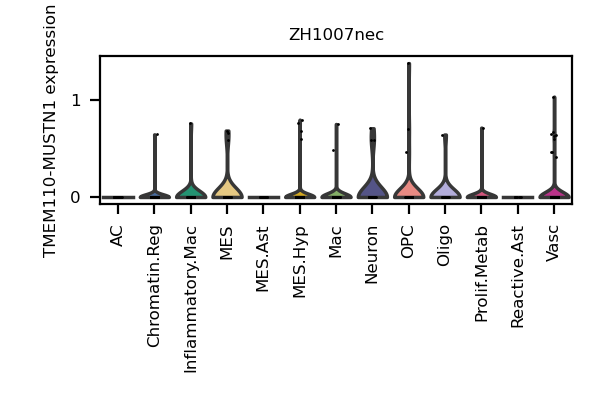 ZH1007nec
TMEM110-MUSTN1 expression
1
0
AC
Chromatin.Reg
Inflammatory.Mac
MES
MES.Ast
MES.Hyp
Mac
Neuron
OPC
Oligo
Prolif.Metab
Reactive.Ast
Vasc